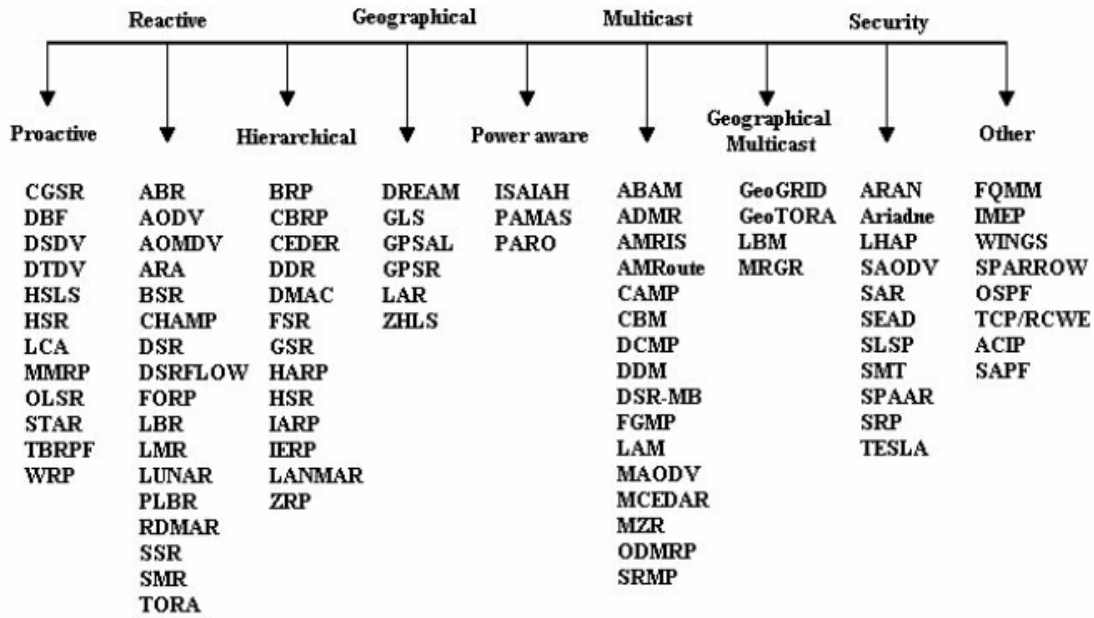 Reactive Geographical Multicast Security
Proactive Hierarchical Power aware Geographical Multicast Other
CGSR ABR BRP DREAM ISAIAH ABAM GeoGRID ARAN FQMM
DBF AODV CBRP GLS PAMAS ADMR GeoTORA Ariadne IMEP
DSDV AOMDV CEDER GPSAL PARO AMRIS LBM LHAP WINGS
DTDV ARA DDR GPSR AMRoute MRGR SAODV SPARROW
HSLS BSR DMAC LAR CAMP SAR OSPF
HSR CHAMP FSR ZHLS CBM SEAD TCP/RCWE
LCA DSR GSR DCMP SLSP ACIP
MMRP DSRFLOW HARP DDM SMT SAPF
OLSR FORP HSR DSR-MB SPAAR
STAR LBR IARP FGMP SRP
TBRPF LMR IERP LAM TESLA
WRP LUNAR LANMAR MAODV
PLBR ZRP MCEDAR
RDMAR MZR
SSR ODMRP
SMR SRMP
TORA